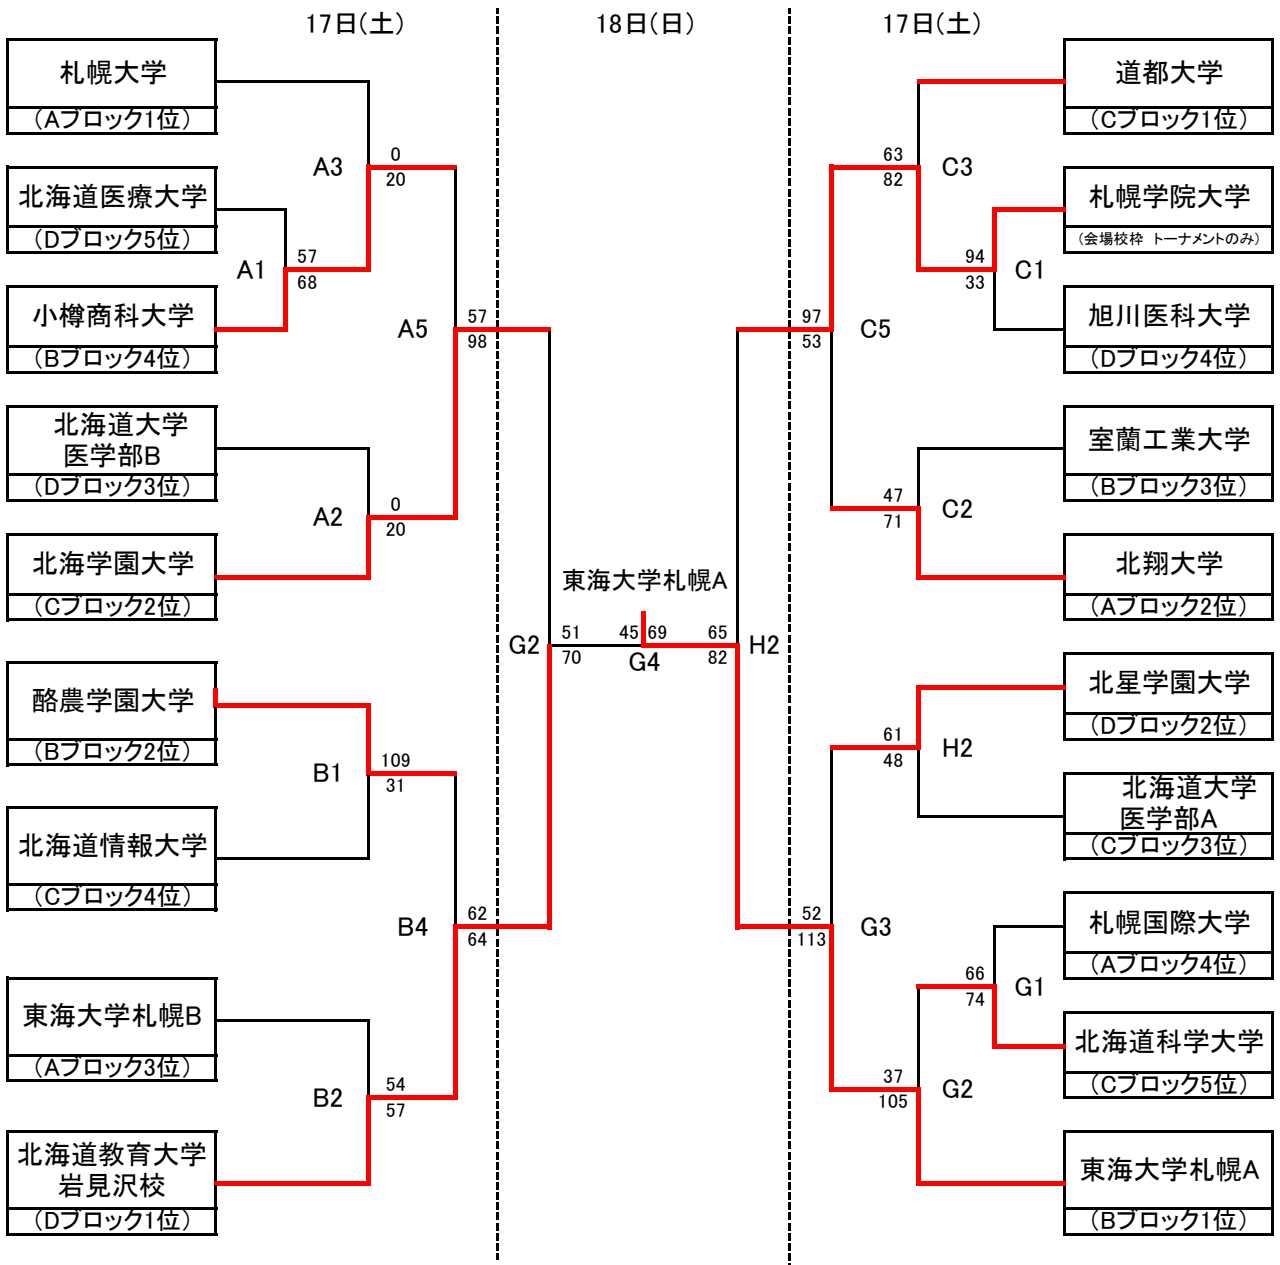 17日(土)
18日(日)
17日(土)
札幌大学
(Aブロック1位)
北海道医療大学
(Dブロック5位)
小樽商科大学
(Bブロック4位)
北海道大学
医学部B
(Dブロック3位)
北海学園大学
(Cブロック2位)
酪農学園大学
(Bブロック2位)
北海道情報大学
(Cブロック4位)
東海大学札幌B
(Aブロック3位)
北海道教育大学
岩見沢校
(Dブロック1位)
A3
0
20
A1
57
68
A5
57
98
A2
0
20
B1
109
31
B4
62
64
B2
54
57
G2
51
70
東海大学札幌A
45
69
G4
65
82
H2
97
53
C5
63
82
C3
94
33
C1
47
71
C2
61
48
H2
52
113
G3
66
74
G1
37
105
G2
道都大学
(Cブロック1位)
札幌学院大学
(会場校枠 トーナメントのみ)
旭川医科大学
(Dブロック4位)
室蘭工業大学
(Bブロック3位)
北翔大学
(Aブロック2位)
北星学園大学
(Dブロック2位)
北海道大学
医学部A
(Cブロック3位)
札幌国際大学
(Aブロック4位)
北海道科学大学
(Cブロック5位)
東海大学札幌A
(Bブロック1位)